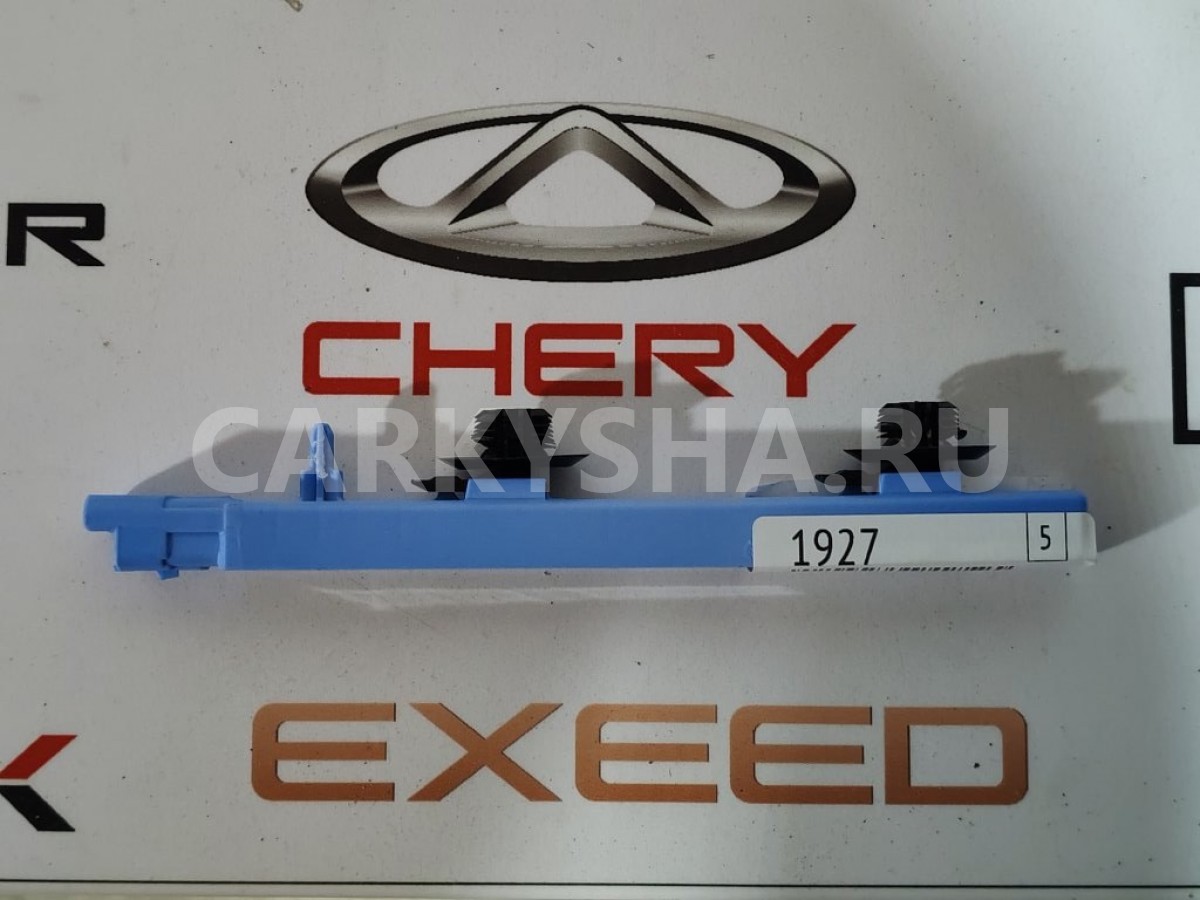 R
CHERY
CARKYSHA.RU
1927
5
EXEED